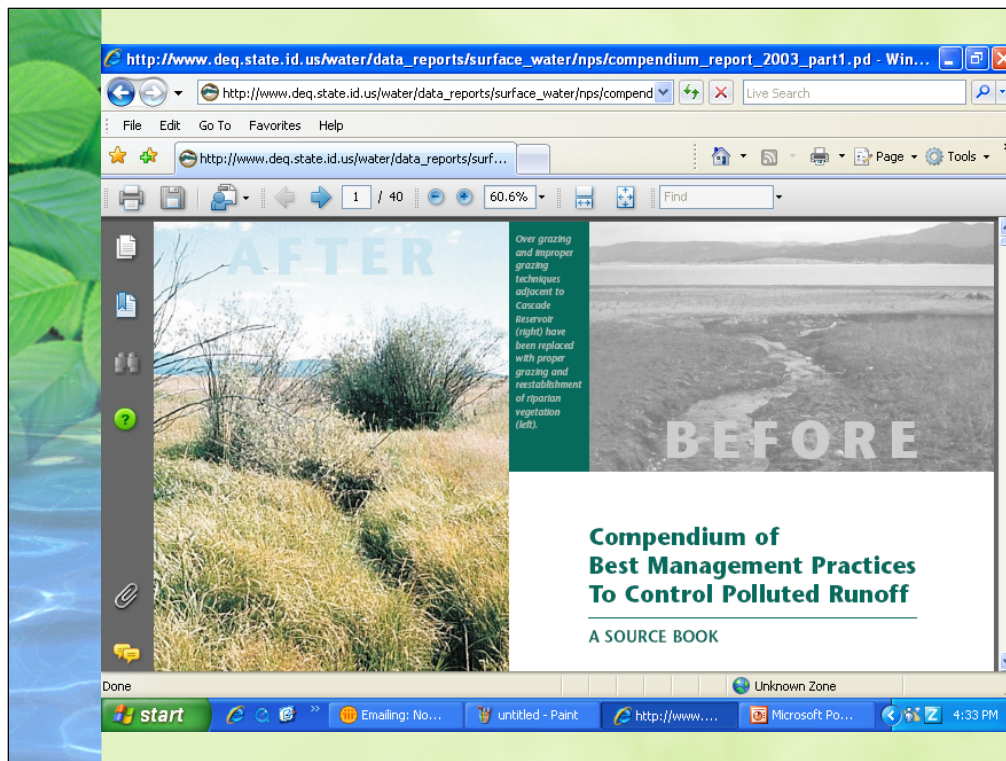 http://www.deq.state.id.us/water/data_reports/surface_water/nps/compendium_report_2003_part1.pd - Win...
http://www.deq.state.id.us/water/data_reports/surface_water/nps/compend
Live Search
File Edit Go To Favorites Help
http://www.deq.state.id.us/water/data_reports/surf...
Page Tools
1 / 40 60.6% Find
AFTER
Over grazing
and improper
grazing
techniques
adjacent to
Cascade
Reservoir
(right) have
been replaced
with proper
grazing and
reestablishment
of riparian
vegetation
(left).
BEFORE
Compendium of
Best Management Practices
To Control Polluted Runoff
A SOURCE BOOK
Done Unknown Zone
start Emailing: No... untitled - Paint http://www.... Microsoft Po... 4:33 PM